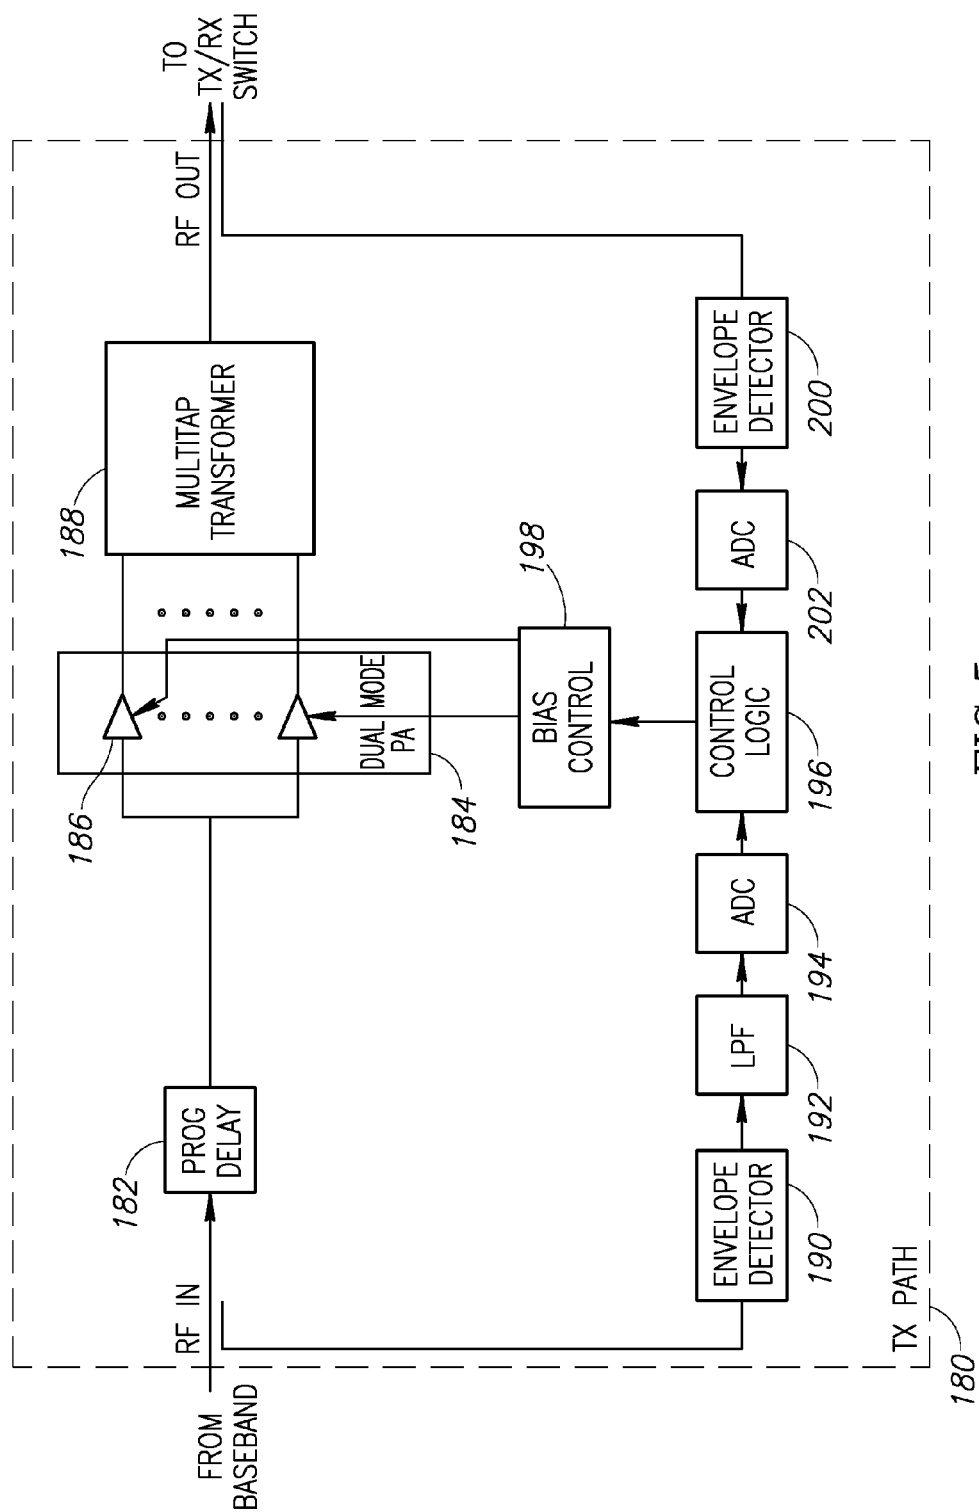 FROM
BASEBAND
RF IN
182
PROG
DELAY
186
184
DUAL MODE
PA
188
MULTITAP
TRANSFORMER
RF OUT
TO
TX/RX
SWITCH
198
BIAS
CONTROL
ENVELOPE
DETECTOR
190
LPF
192
ADC
194
CONTROL
LOGIC
196
ADC
202
ENVELOPE
DETECTOR
200
TX PATH
180